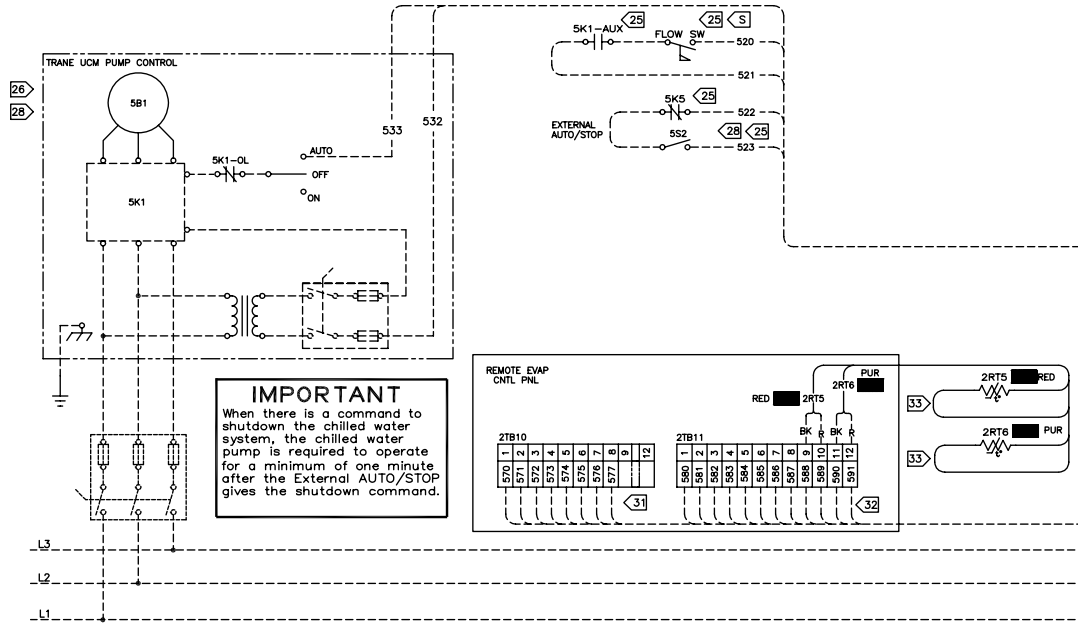 5K1-AUX
25
FLOW SW
25
S
520
521
TRANE UCM PUMP CONTROL
26
28
5B1
5K1
5K1-OL
AUTO
OFF
ON
533
532
EXTERNAL
AUTO/STOP
5K5
25
522
5S2
28
25
523
IMPORTANT
When there is a command to
shutdown the chilled water
system, the chilled water
pump is required to operate
for a minimum of one minute
after the External AUTO/STOP
gives the shutdown command.
REMOTE EVAP
CNTL PNL
RED
2RT5
PUR
2RT6
BK R BK R
2TB10
1 2 3 4 5 6 7 8 9 12
570 571 572 573 574 575 576 577
31
2TB11
1 2 3 4 5 6 7 8 9 10 11 12
580 581 582 583 584 585 586 587 588 589 590 591
32
33
2RT5
RED
33
2RT6
PUR
L3
L2
L1